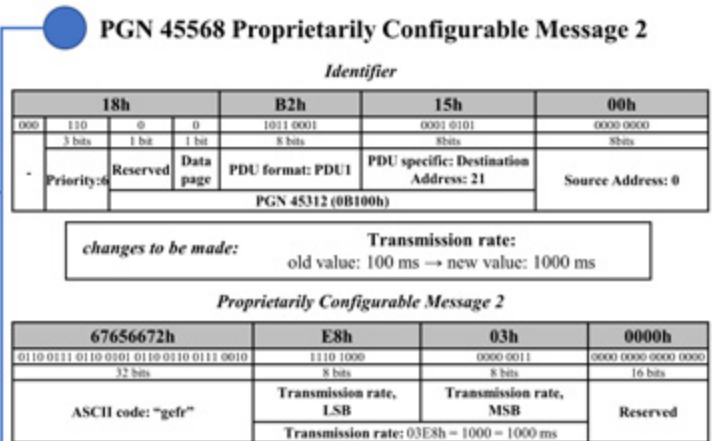 PGN 45568 Proprietarily Configurable Message 2
Identifier
18h B2h 15h 00h
000 110 0 0 1011 0001 0001 0101 0000 0000
3 bits 1 bit 1 bit 8 bits 8bits 8bits
- Priority:6 Reserved Data page PDU format: PDU1 PDU specific: Destination Address: 21 Source Address: 0
PGN 45312 (0B100h)
changes to be made: Transmission rate:
old value: 100 ms → new value: 1000 ms
Proprietarily Configurable Message 2
67656672h E8h 03h 0000h
0110 0111 0110 0101 0110 0110 0111 0010 1110 1000 0000 0011 0000 0000 0000 0000
32 bits 8 bits 8 bits 16 bits
ASCII code: “gefr” Transmission rate, LSB Transmission rate, MSB Reserved
Transmission rate: 03E8h = 1000 = 1000 ms